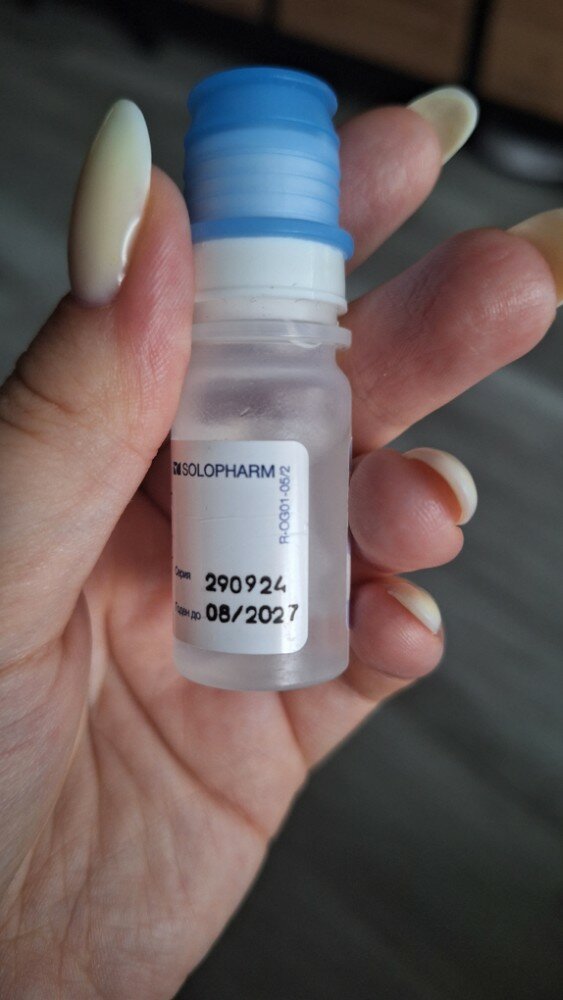 SOLOPHARM
R-OG01-05/2
Серия 290924
Годен до 08/2027